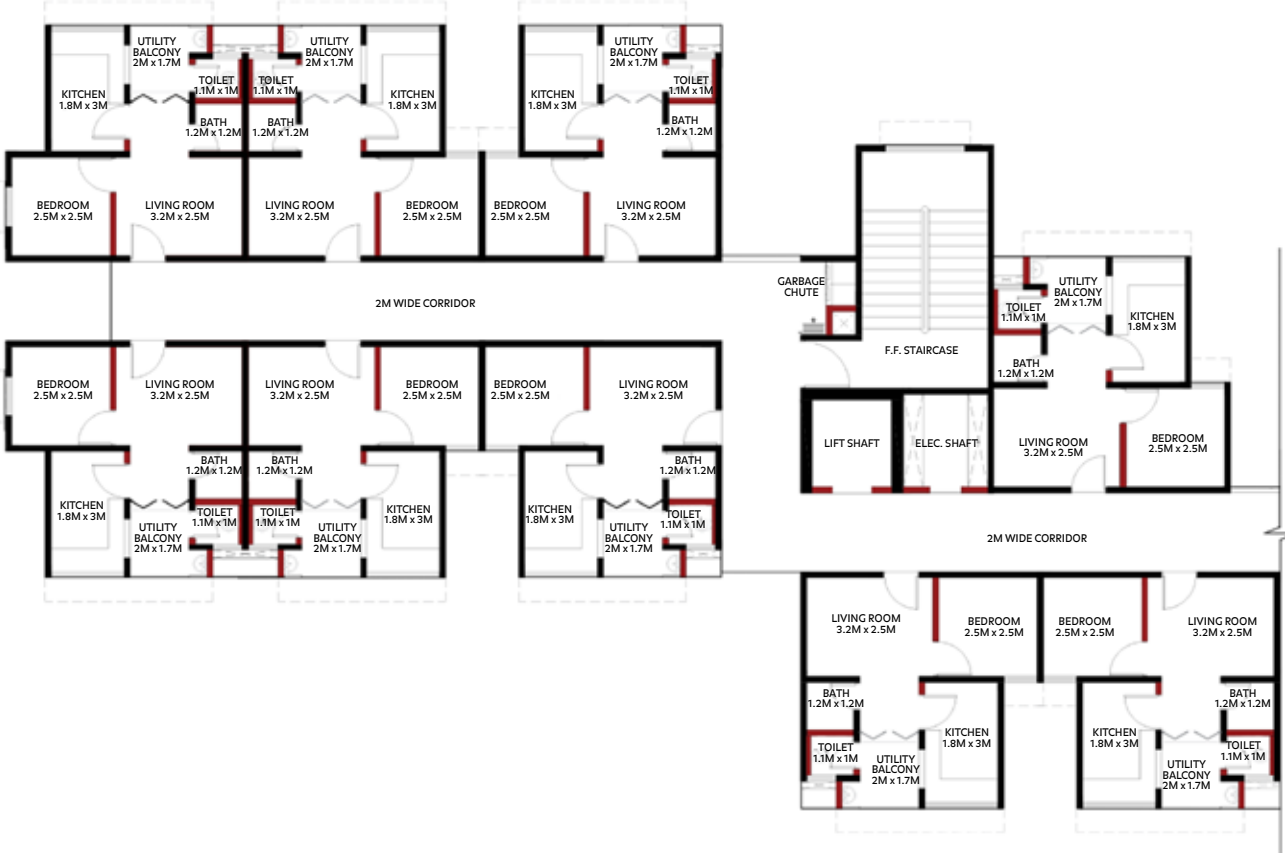 UTILITY
BALCONY
2M x 1.7M
KITCHEN
1.8M x 3M
TOILET
1.1M x 1M
BATH
1.2M x 1.2M
BEDROOM
2.5M x 2.5M
LIVING ROOM
3.2M x 2.5M
UTILITY
BALCONY
2M x 1.7M
TOILET
1.1M x 1M
KITCHEN
1.8M x 3M
BATH
1.2M x 1.2M
LIVING ROOM
3.2M x 2.5M
BEDROOM
2.5M x 2.5M
UTILITY
BALCONY
2M x 1.7M
KITCHEN
1.8M x 3M
TOILET
1.1M x 1M
BATH
1.2M x 1.2M
BEDROOM
2.5M x 2.5M
LIVING ROOM
3.2M x 2.5M
2M WIDE CORRIDOR
GARBAGE
CHUTE
F.F. STAIRCASE
UTILITY
BALCONY
2M x 1.7M
TOILET
1.1M x 1M
KITCHEN
1.8M x 3M
BATH
1.2M x 1.2M
LIVING ROOM
3.2M x 2.5M
BEDROOM
2.5M x 2.5M
LIFT SHAFT
ELEC. SHAFT
BEDROOM
2.5M x 2.5M
LIVING ROOM
3.2M x 2.5M
BATH
1.2M x 1.2M
KITCHEN
1.8M x 3M
TOILET
1.1M x 1M
UTILITY
BALCONY
2M x 1.7M
LIVING ROOM
3.2M x 2.5M
BEDROOM
2.5M x 2.5M
BATH
1.2M x 1.2M
TOILET
1.1M x 1M
KITCHEN
1.8M x 3M
UTILITY
BALCONY
2M x 1.7M
BEDROOM
2.5M x 2.5M
LIVING ROOM
3.2M x 2.5M
BATH
1.2M x 1.2M
KITCHEN
1.8M x 3M
TOILET
1.1M x 1M
UTILITY
BALCONY
2M x 1.7M
2M WIDE CORRIDOR
LIVING ROOM
3.2M x 2.5M
BEDROOM
2.5M x 2.5M
BATH
1.2M x 1.2M
KITCHEN
1.8M x 3M
TOILET
1.1M x 1M
UTILITY
BALCONY
2M x 1.7M
BEDROOM
2.5M x 2.5M
LIVING ROOM
3.2M x 2.5M
BATH
1.2M x 1.2M
KITCHEN
1.8M x 3M
TOILET
1.1M x 1M
UTILITY
BALCONY
2M x 1.7M